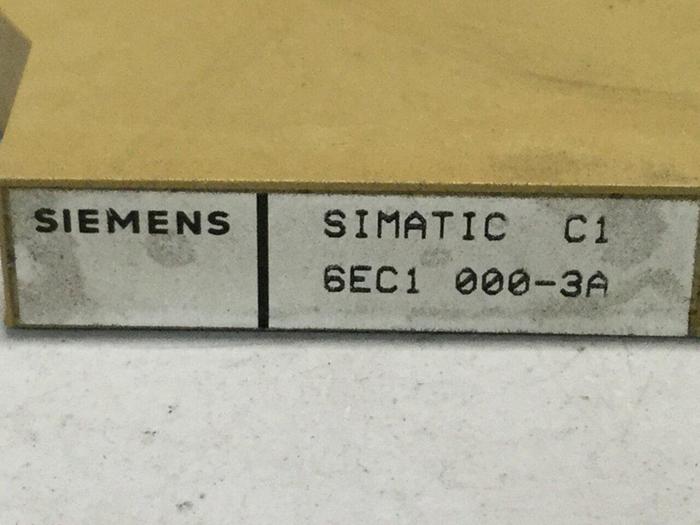 SIEMENS
SIMATIC C1
6EC1 000-3A